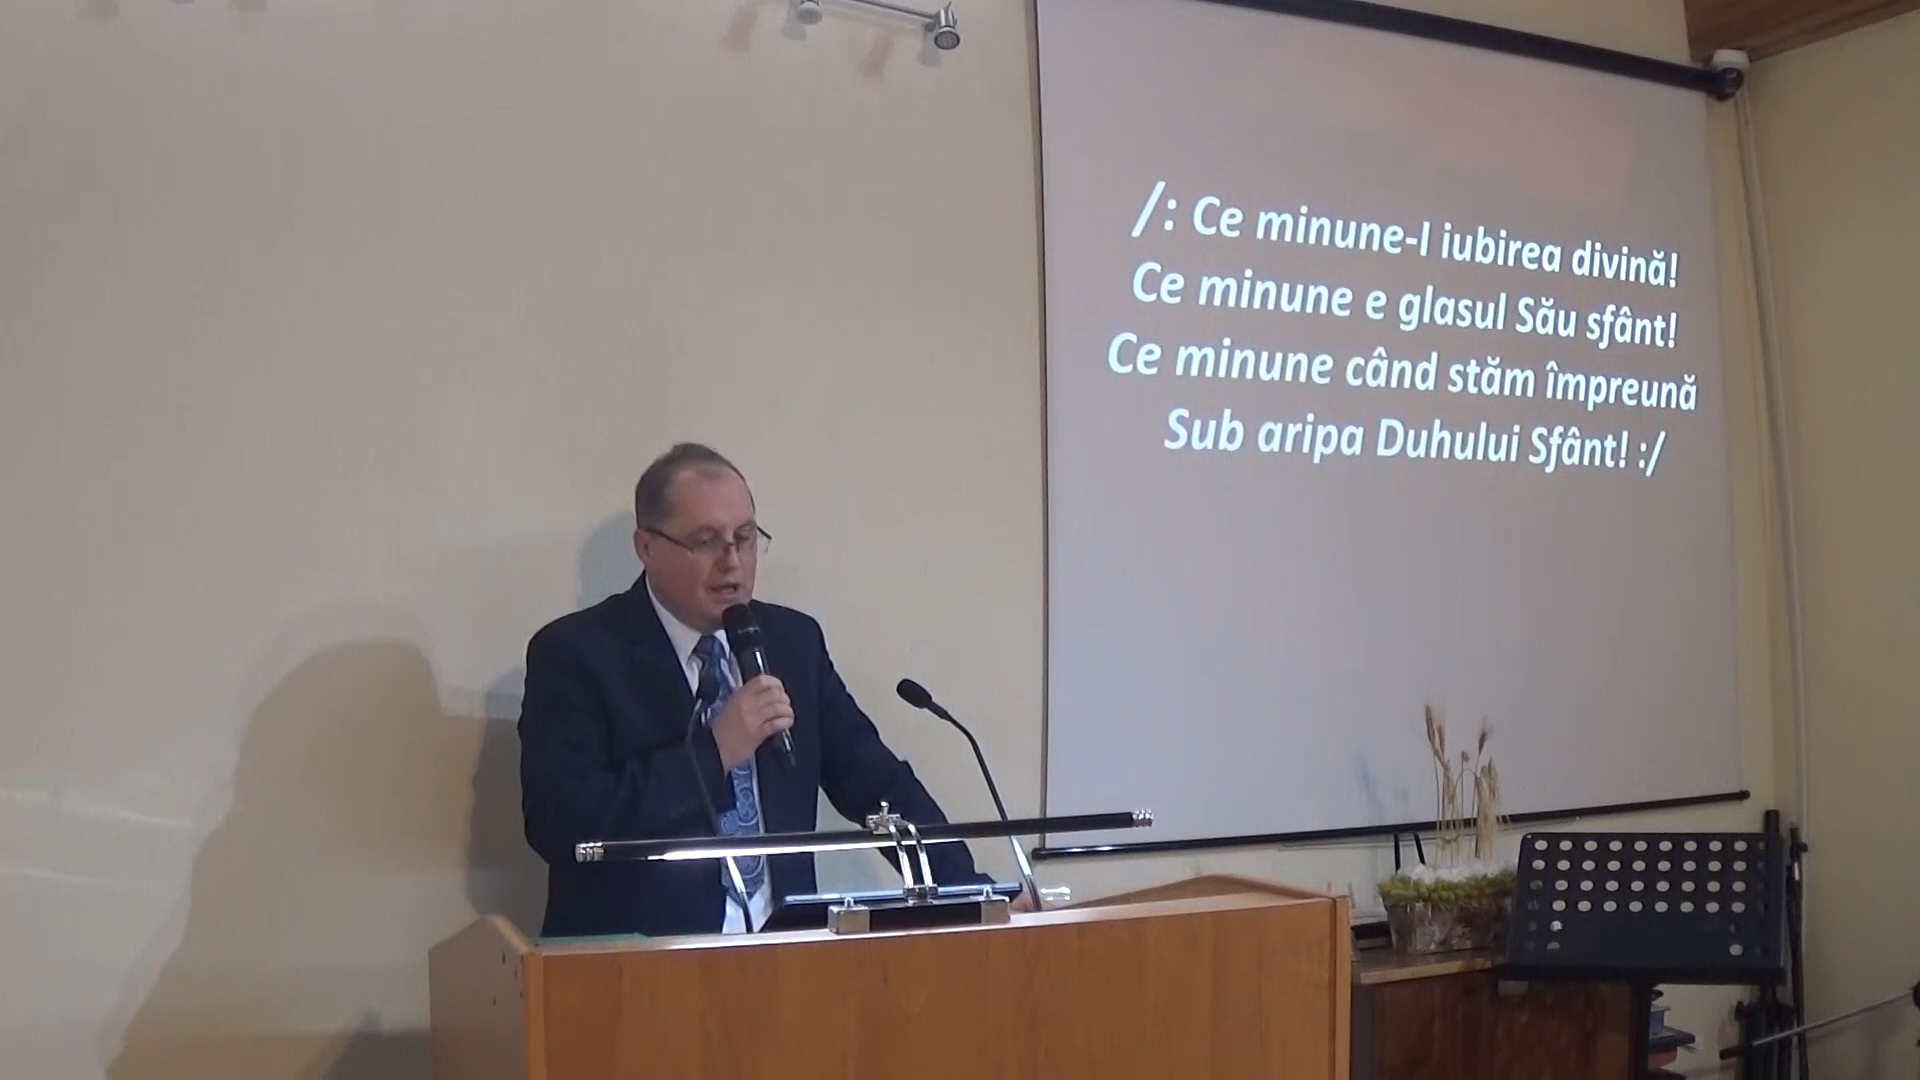 /: Ce minune-I iubirea divină!
Ce minune e glasul Său sfânt!
Ce minune când stăm împreună
Sub aripa Duhului Sfânt! :/